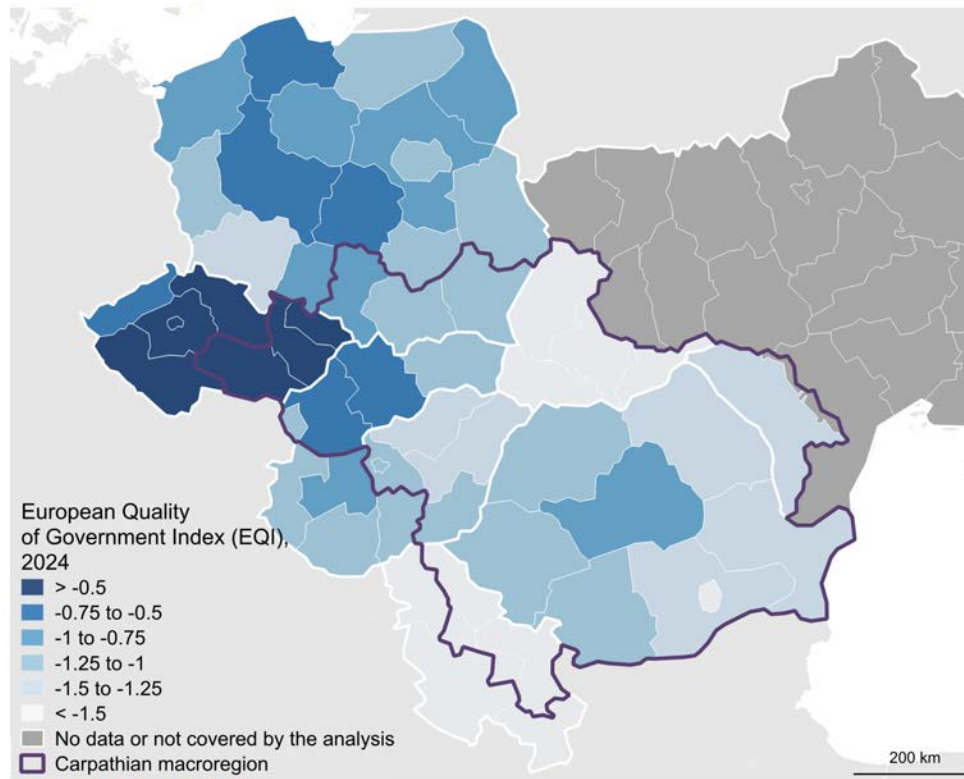 European Quality
of Government Index (EQI),
2024
> -0.5
-0.75 to -0.5
-1 to -0.75
-1.25 to -1
-1.5 to -1.25
< -1.5
No data or not covered by the analysis
Carpathian macroregion
200 km